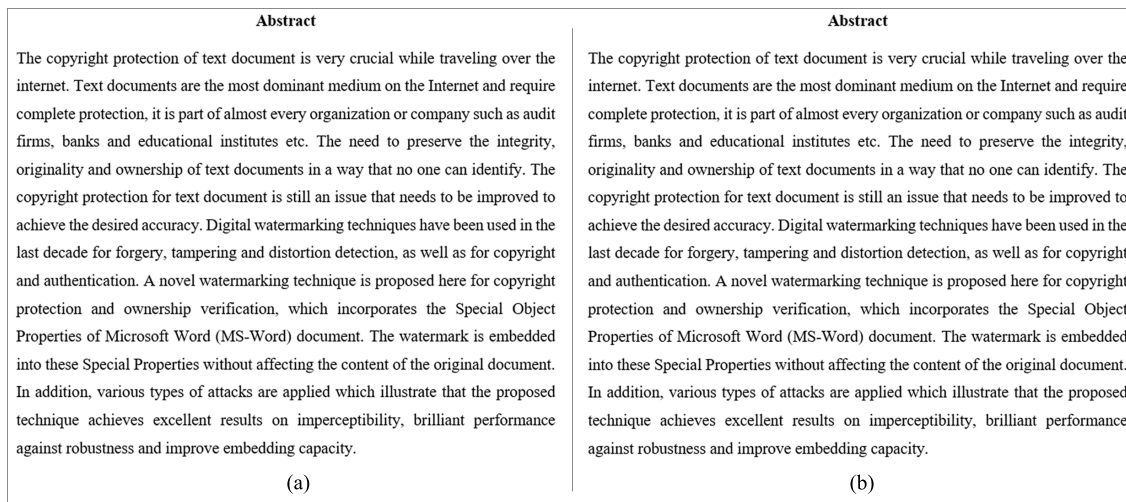 Abstract
The copyright protection of text document is very crucial while traveling over the
internet. Text documents are the most dominant medium on the Internet and require
complete protection, it is part of almost every organization or company such as audit
firms, banks and educational institutes etc. The need to preserve the integrity,
originality and ownership of text documents in a way that no one can identify. The
copyright protection for text document is still an issue that needs to be improved to
achieve the desired accuracy. Digital watermarking techniques have been used in the
last decade for forgery, tampering and distortion detection, as well as for copyright
and authentication. A novel watermarking technique is proposed here for copyright
protection and ownership verification, which incorporates the Special Object
Properties of Microsoft Word (MS-Word) document. The watermark is embedded
into these Special Properties without affecting the content of the original document.
In addition, various types of attacks are applied which illustrate that the proposed
technique achieves excellent results on imperceptibility, brilliant performance
against robustness and improve embedding capacity.
(a)
Abstract
The copyright protection of text document is very crucial while traveling over the
internet. Text documents are the most dominant medium on the Internet and require
complete protection, it is part of almost every organization or company such as audit
firms, banks and educational institutes etc. The need to preserve the integrity,
originality and ownership of text documents in a way that no one can identify. The
copyright protection for text document is still an issue that needs to be improved to
achieve the desired accuracy. Digital watermarking techniques have been used in the
last decade for forgery, tampering and distortion detection, as well as for copyright
and authentication. A novel watermarking technique is proposed here for copyright
protection and ownership verification, which incorporates the Special Object
Properties of Microsoft Word (MS-Word) document. The watermark is embedded
into these Special Properties without affecting the content of the original document.
In addition, various types of attacks are applied which illustrate that the proposed
technique achieves excellent results on imperceptibility, brilliant performance
against robustness and improve embedding capacity.
(b)